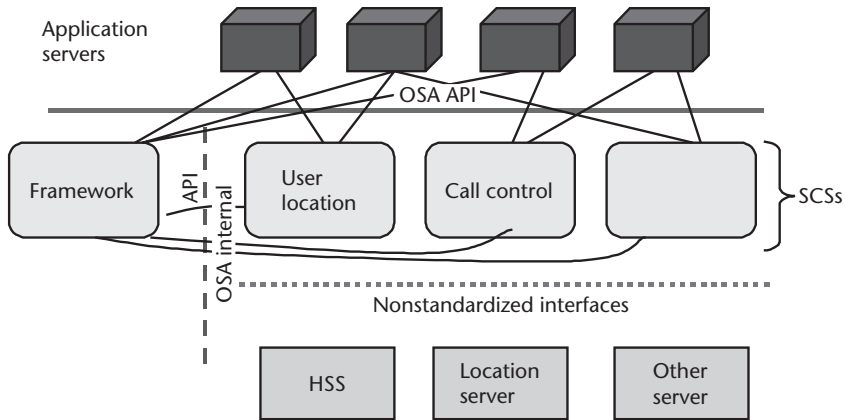 Application
servers
OSA API
Framework
API
OSA internal
User
location
Call control
SCSs
Nonstandardized interfaces
HSS
Location
server
Other
server